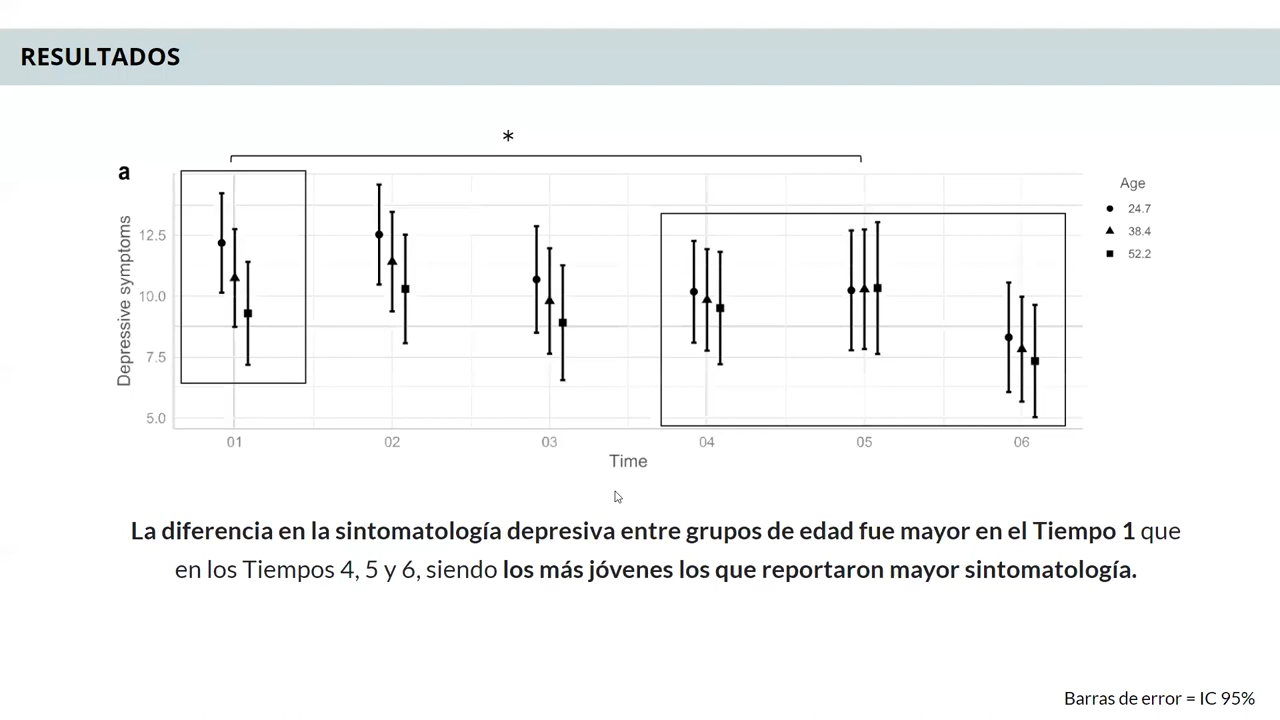 RESULTADOS
*
a
Age
24.7
38.4
52.2
Depressive symptoms
12.5
10.0
7.5
5.0
01 02 03 04 05 06
Time
La diferencia en la sintomatología depresiva entre grupos de edad fue mayor en el Tiempo 1 que
en los Tiempos 4, 5 y 6, siendo los más jóvenes los que reportaron mayor sintomatología.
Barras de error = IC 95%